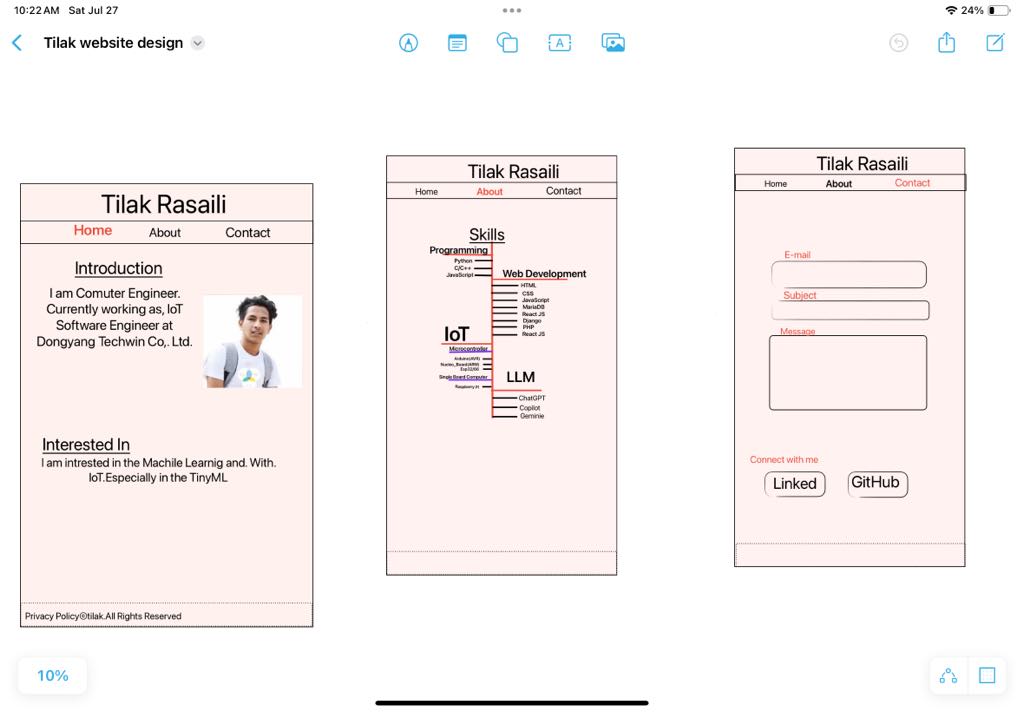 10:22 AM Sat Jul 27
24%
Tilak website design
A
Tilak Rasaili
Home About Contact
Introduction
I am Comuter Engineer.
Currently working as, IoT
Software Engineer at
Dongyang Techwin Co,. Ltd.
Interested In
I am intrested in the Machile Learnig and. With.
IoT.Especially in the TinyML
Privacy Policy®tilak.All Rights Reserved
Tilak Rasaili
Home About Contact
Skills
Programming
Python
C/C++
JavaScript
Web Development
HTML
CSS
JavaScript
MariaDB
React JS
Django
PHP
React JS
IoT
Microcontroller
Arduino(AVR)
Nucleo_Board(ARM)
Esp32/66
Single Board Computer
Raspberry pi
LLM
ChatGPT
Copilot
Geminie
Tilak Rasaili
Home About Contact
E-mail
Subject
Message
Connect with me
Linked GitHub
10%